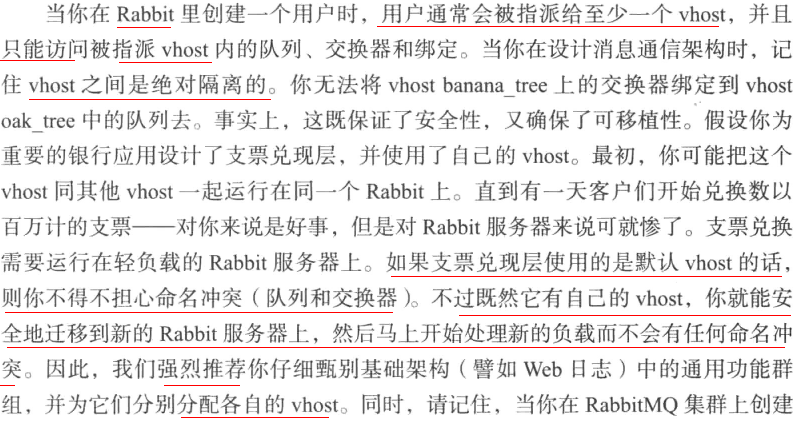 当你在 Rabbit 里创建一个用户时，用户通常会被指派给至少一个 vhost，并且
只能访问被指派 vhost 内的队列、交换器和绑定。当你在设计消息通信架构时，记
住 vhost 之间是绝对隔离的。你无法将 vhost banana_tree 上的交换器绑定到 vhost
oak_tree 中的队列去。事实上，这既保证了安全性，又确保了可移植性。假设你为
重要的银行应用设计了支票兑现层，并使用了自己的 vhost。最初，你可能把这个
vhost 同其他 vhost 一起运行在同一个 Rabbit 上。直到有一天客户们开始兑换数以
百万计的支票——对你来说是好事，但是对 Rabbit 服务器来说可就惨了。支票兑换
需要运行在轻负载的 Rabbit 服务器上。如果支票兑现层使用的是默认 vhost 的话，
则你不得不担心命名冲突（队列和交换器）。不过既然它有自己的 vhost，你就能安
全地迁移到新的 Rabbit 服务器上，然后马上开始处理新的负载而不会有任何命名冲
突。因此，我们强烈推荐你仔细甄别基础架构（譬如 Web 日志）中的通用功能群
组，并为它们分别分配各自的 vhost。同时，请记住，当你在 RabbitMQ 集群上创建